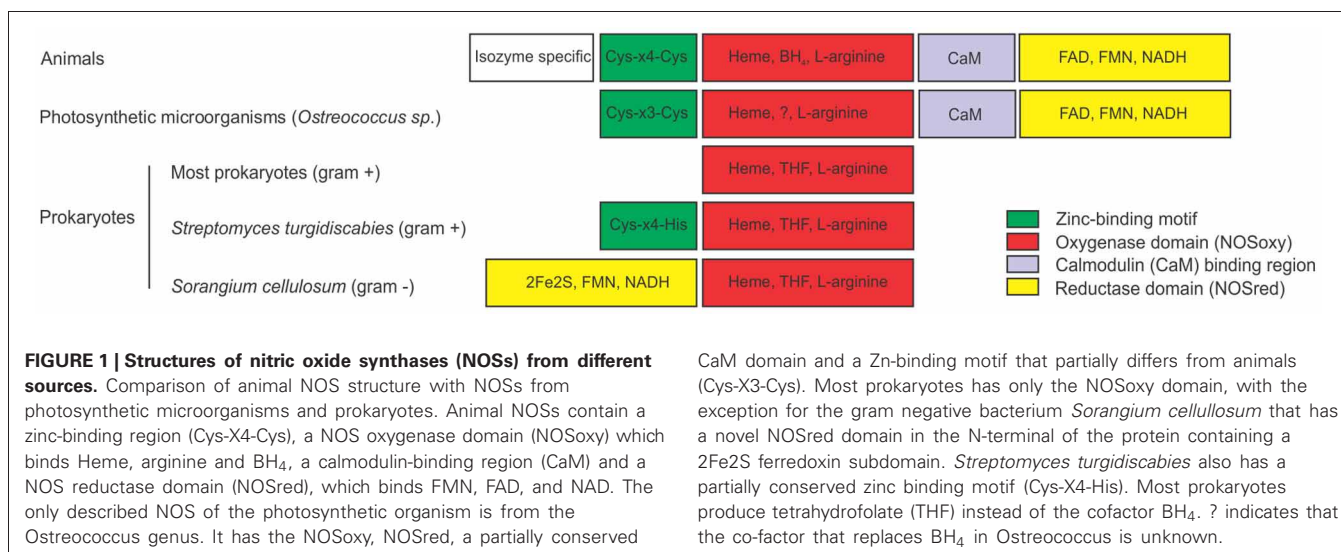 Animals
Isozyme specific
Cys-x4-Cys
Heme, BH4, L-arginine
CaM
FAD, FMN, NADH
Photosynthetic microorganisms (Ostreococcus sp.)
Cys-x3-Cys
Heme, ?, L-arginine
CaM
FAD, FMN, NADH
Prokaryotes
Most prokaryotes (gram +)
Heme, THF, L-arginine
Streptomyces turgidiscabies (gram +)
Cys-x4-His
Heme, THF, L-arginine
Sorangium cellulosum (gram -)
2Fe2S, FMN, NADH
Heme, THF, L-arginine
Zinc-binding motif
Oxygenase domain (NOSoxy)
Calmodulin (CaM) binding region
Reductase domain (NOSred)
FIGURE 1 | Structures of nitric oxide synthases (NOSs) from different
sources. Comparison of animal NOS structure with NOSs from
photosynthetic microorganisms and prokaryotes. Animal NOSs contain a
zinc-binding region (Cys-X4-Cys), a NOS oxygenase domain (NOSoxy) which
binds Heme, arginine and BH4, a calmodulin-binding region (CaM) and a
NOS reductase domain (NOSred), which binds FMN, FAD, and NAD. The
only described NOS of the photosynthetic organism is from the
Ostreococcus genus. It has the NOSoxy, NOSred, a partially conserved
CaM domain and a Zn-binding motif that partially differs from animals
(Cys-X3-Cys). Most prokaryotes has only the NOSoxy domain, with the
exception for the gram negative bacterium Sorangium cellullosum that has
a novel NOSred domain in the N-terminal of the protein containing a
2Fe2S ferredoxin subdomain. Streptomyces turgidiscabies also has a
partially conserved zinc binding motif (Cys-X4-His). Most prokaryotes
produce tetrahydrofolate (THF) instead of the cofactor BH4. ? indicates that
the co-factor that replaces BH4 in Ostreococcus is unknown.